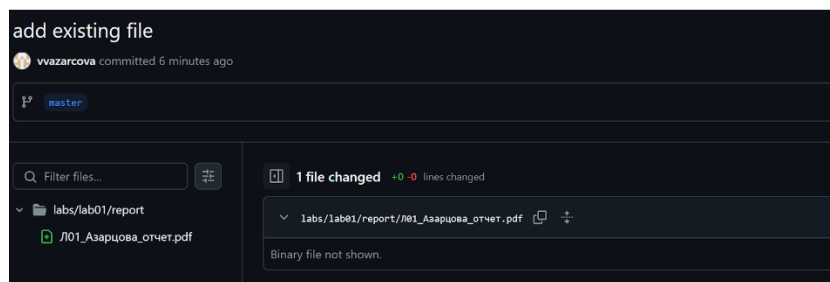 add existing file
vvazarcova committed 6 minutes ago
master
Filter files...
labs/lab01/report
Л01_Азарцова_отчет.pdf
1 file changed +0 -0 lines changed
labs/lab01/report/Л01_Азарцова_отчет.pdf
Binary file not shown.